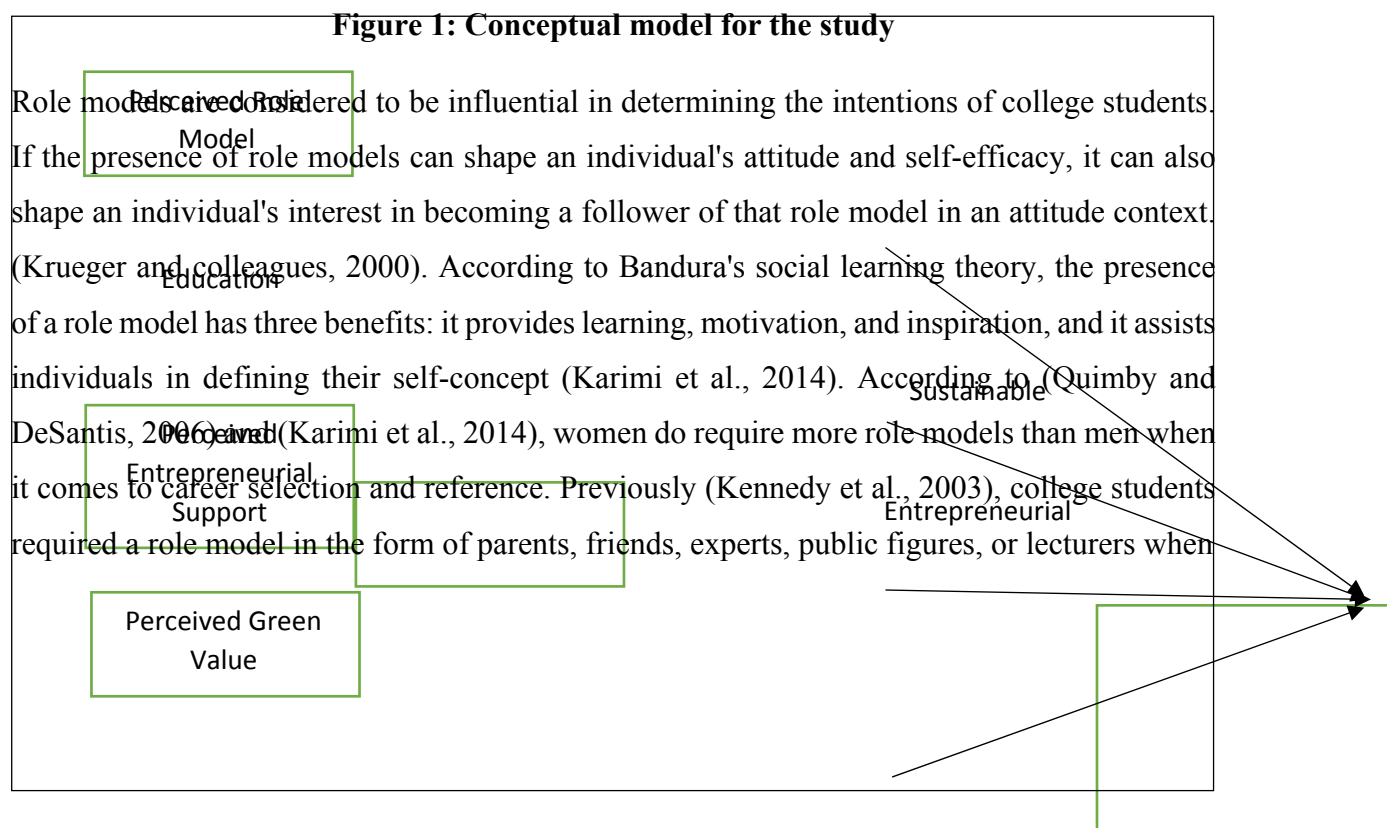 Figure 1: Conceptual model for the study
Perceived Role
Model
Role models are considered to be influential in determining the intentions of college students.
If the presence of role models can shape an individual's attitude and self-efficacy, it can also
shape an individual's interest in becoming a follower of that role model in an attitude context.
(Krueger and colleagues, 2000). According to Bandura's social learning theory, the presence
of a role model has three benefits: it provides learning, motivation, and inspiration, and it assists
individuals in defining their self-concept (Karimi et al., 2014). According to (Quimby and
DeSantis, 2006) and (Karimi et al., 2014), women do require more role models than men when
it comes to career selection and reference. Previously (Kennedy et al., 2003), college students
required a role model in the form of parents, friends, experts, public figures, or lecturers when
Education
Perceived
Entrepreneurial
Support
Sustainable
Entrepreneurial
Perceived Green
Value